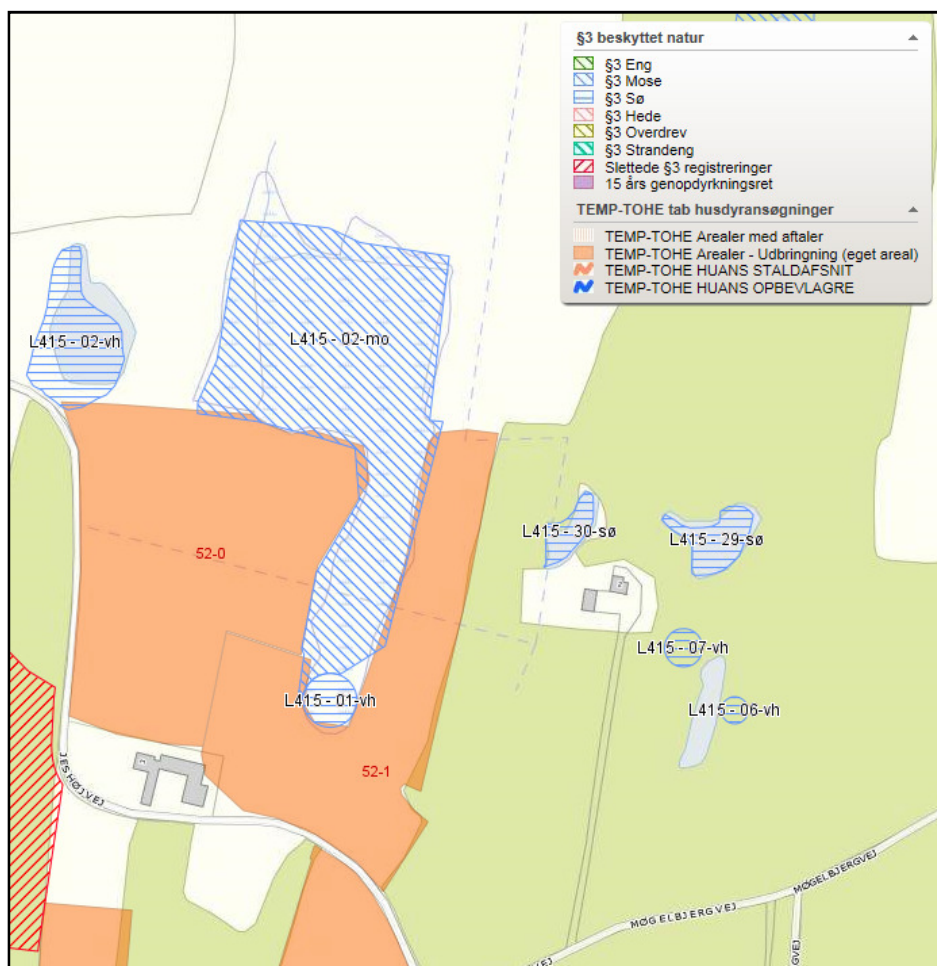 §3 beskyttet natur
§3 Eng
§3 Mose
§3 Sø
§3 Hede
§3 Overdrev
§3 Strandeng
Slettede §3 registreringer
15 års genopdyrkningsret
TEMP-TOHE tab husdyransøgninger
TEMP-TOHE Arealer med aftaler
TEMP-TOHE Arealer - Udbringning (eget areal)
TEMP-TOHE HUANS STALDAFSNIT
TEMP-TOHE HUANS OPBEVLAGRE
L415 - 02-vh
L415 - 02-mo
L415 - 30-sø
L415 - 29-sø
52-0
2
L415 - 07-vh
L415 - 01-vh
L415 - 06-vh
3
52-1
JESHØJVEJ
MØGELBJERGVEJ
MØGELBJERGVEJ